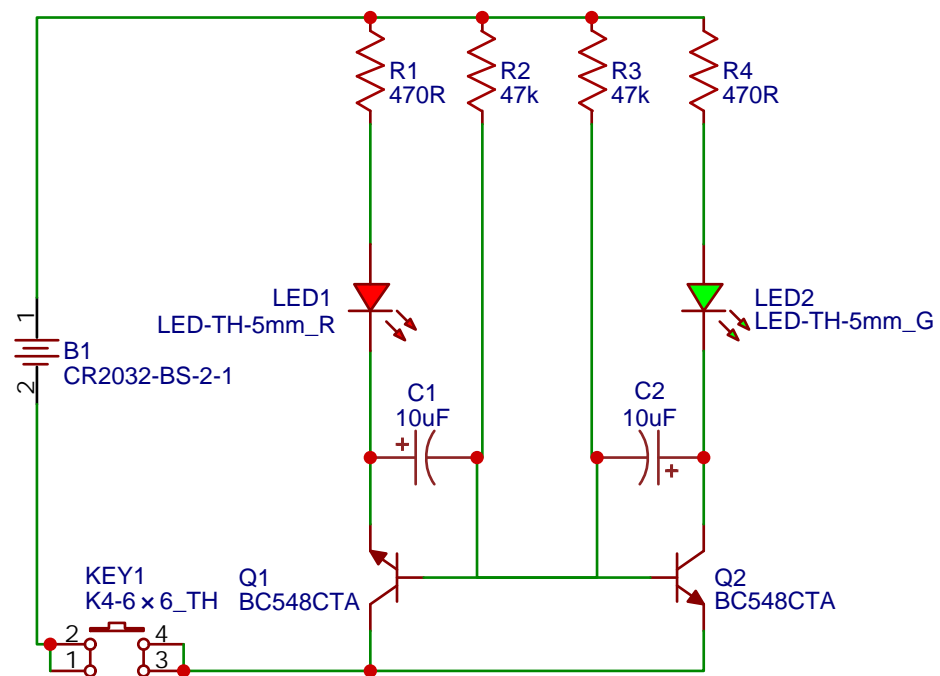 R1
470R
R2
47k
R3
47k
R4
470R
LED1
LED-TH-5mm_R
LED2
LED-TH-5mm_G
1
B1
CR2032-BS-2-1
2
C1
10uF
+
C2
10uF
+
KEY1
K4-6×6_TH
2
4
1
3
Q1
BC548CTA
Q2
BC548CTA